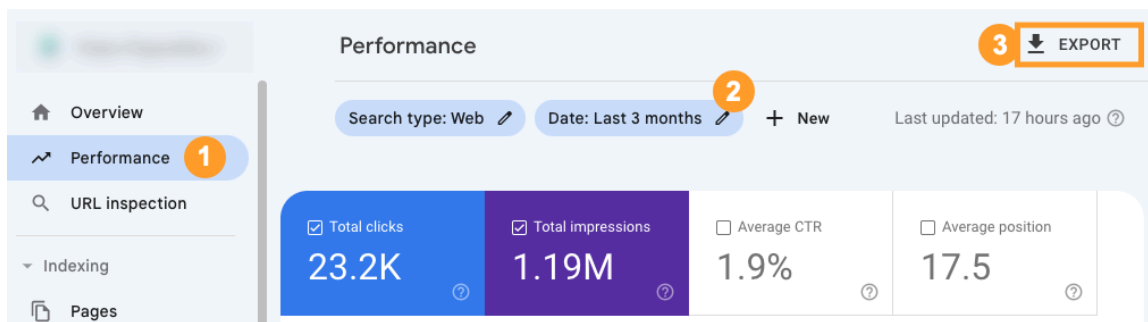 Performance
3
EXPORT
Overview
Performance
1
URL inspection
Indexing
Pages
2
Search type: Web
Date: Last 3 months
+ New
Last updated: 17 hours ago
Total clicks
23.2K
Total impressions
1.19M
Average CTR
1.9%
Average position
17.5